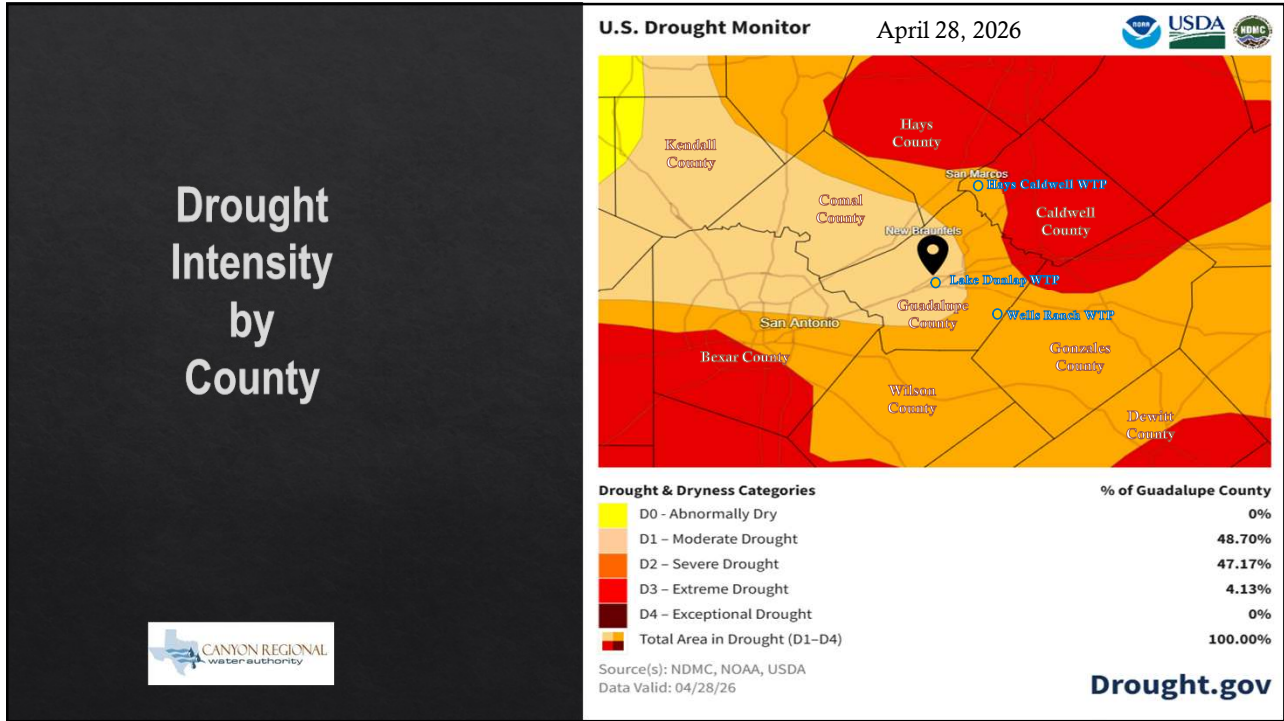 Drought
Intensity
by
County
CANYON REGIONAL
water authority
U.S. Drought Monitor
April 28, 2026
NOAA
USDA
NDMC
Kendall
County
Hays
County
San Marcos
Hays Caldwell WTP
Comal
County
Caldwell
County
New Braunfels
Lake Dunlap WTP
Guadalupe
County
Wells Ranch WTP
San Antonio
Bexar County
Gonzales
County
Wilson
County
Dewitt
County
Drought & Dryness Categories % of Guadalupe County
D0 - Abnormally Dry 0%
D1 – Moderate Drought 48.70%
D2 – Severe Drought 47.17%
D3 – Extreme Drought 4.13%
D4 – Exceptional Drought 0%
Total Area in Drought (D1–D4) 100.00%
Source(s): NDMC, NOAA, USDA
Data Valid: 04/28/26
Drought.gov